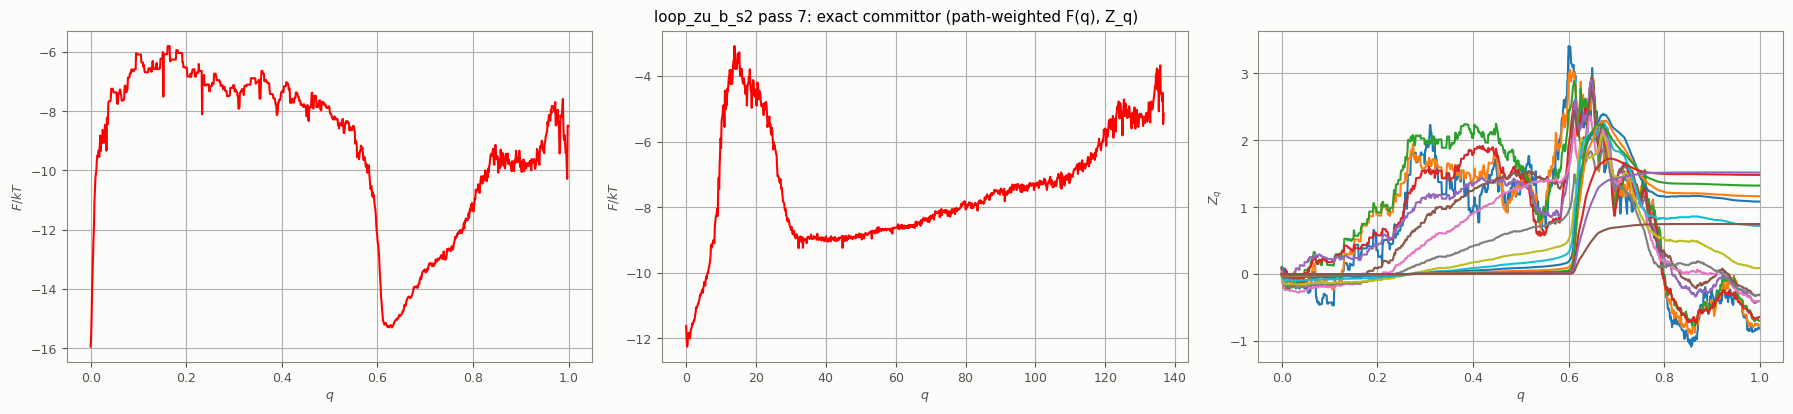 loop_zu_b_s2 pass 7: exact committor (path-weighted F(q), Z_q)
F/kT
−6
−8
−10
−12
−14
−16
0.0 0.2 0.4 0.6 0.8 1.0
q
F/kT
−4
−6
−8
−10
−12
0 20 40 60 80 100 120 140
q
Z_q
3
2
1
0
−1
0.0 0.2 0.4 0.6 0.8 1.0
q